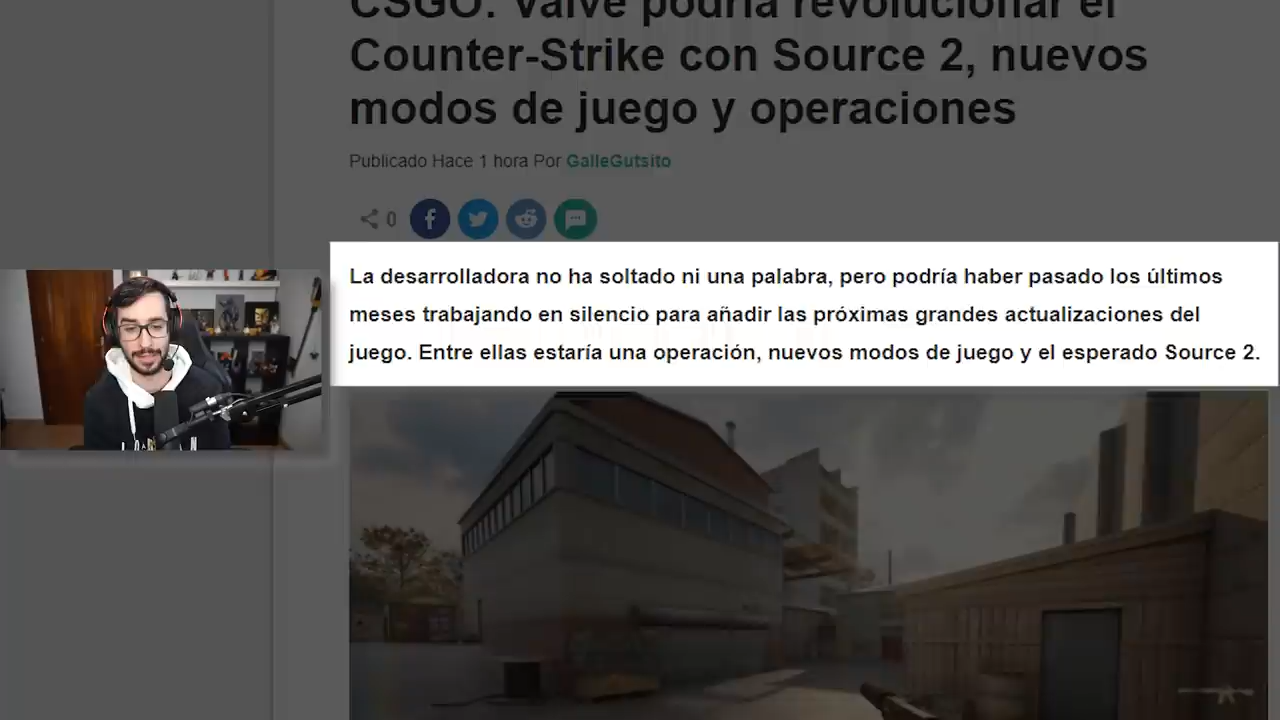 CSGO: Valve podría revolucionar el
Counter-Strike con Source 2, nuevos
modos de juego y operaciones
Publicado Hace 1 hora Por GalleGutsito
0
La desarrolladora no ha soltado ni una palabra, pero podría haber pasado los últimos
meses trabajando en silencio para añadir las próximas grandes actualizaciones del
juego. Entre ellas estaría una operación, nuevos modos de juego y el esperado Source 2.